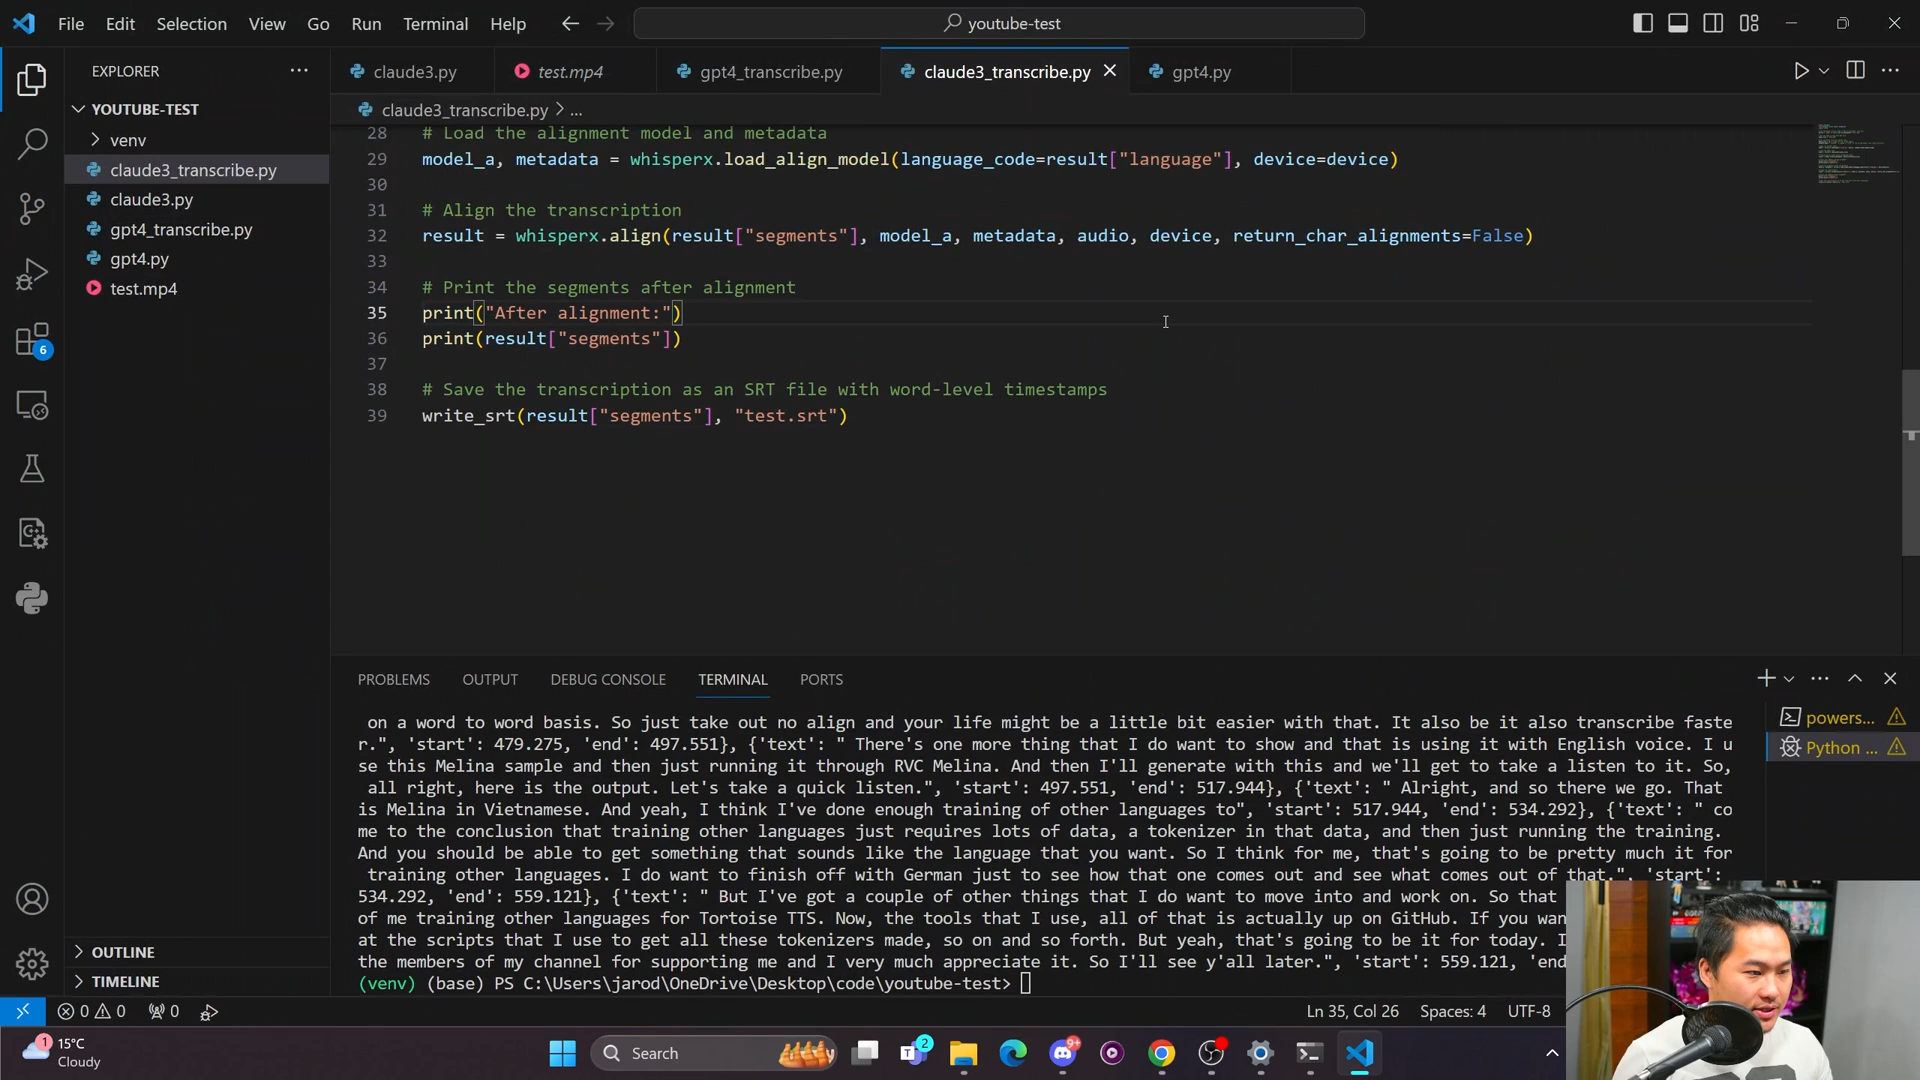 File Edit Selection View Go Run Terminal Help
youtube-test
EXPLORER
YOUTUBE-TEST
venv
claude3_transcribe.py
claude3.py
gpt4_transcribe.py
gpt4.py
test.mp4
OUTLINE
TIMELINE
6
claude3.py test.mp4 gpt4_transcribe.py claude3_transcribe.py gpt4.py
claude3_transcribe.py > ...
28 # Load the alignment model and metadata
29 model_a, metadata = whisperx.load_align_model(language_code=result["language"], device=device)
30
31 # Align the transcription
32 result = whisperx.align(result["segments"], model_a, metadata, audio, device, return_char_alignments=False)
33
34 # Print the segments after alignment
35 print("After alignment:")
36 print(result["segments"])
37
38 # Save the transcription as an SRT file with word-level timestamps
39 write_srt(result["segments"], "test.srt")
PROBLEMS OUTPUT DEBUG CONSOLE TERMINAL PORTS
powers...
Python ...
on a word to word basis. So just take out no align and your life might be a little bit easier with that. It also be it also transcribe faste
r.", 'start': 479.275, 'end': 497.551}, {'text': " There's one more thing that I do want to show and that is using it with English voice. I u
se this Melina sample and then just running it through RVC Melina. And then I'll generate with this and we'll get to take a listen to it. So,
all right, here is the output. Let's take a quick listen.", 'start': 497.551, 'end': 517.944}, {'text': " Alright, and so there we go. That
is Melina in Vietnamese. And yeah, I think I've done enough training of other languages to", 'start': 517.944, 'end': 534.292}, {'text': " co
me to the conclusion that training other languages just requires lots of data, a tokenizer in that data, and then just running the training.
And you should be able to get something that sounds like the language that you want. So I think for me, that's going to be pretty much it for
training other languages. I do want to finish off with German just to see how that one comes out and see what comes out of that.", 'start':
534.292, 'end': 559.121}, {'text': " But I've got a couple of other things that I do want to move into and work on. So that
of me training other languages for Tortoise TTS. Now, the tools that I use, all of that is actually up on GitHub. If you wan
at the scripts that I use to get all these tokenizers made, so on and so forth. But yeah, that's going to be it for today. I
the members of my channel for supporting me and I very much appreciate it. So I'll see y'all later.", 'start': 559.121, 'end
(venv) (base) PS C:\Users\jarod\OneDrive\Desktop\code\youtube-test>
0 0 0
Ln 35, Col 26 Spaces: 4 UTF-8
1
15°C
Cloudy
Search
2
9+